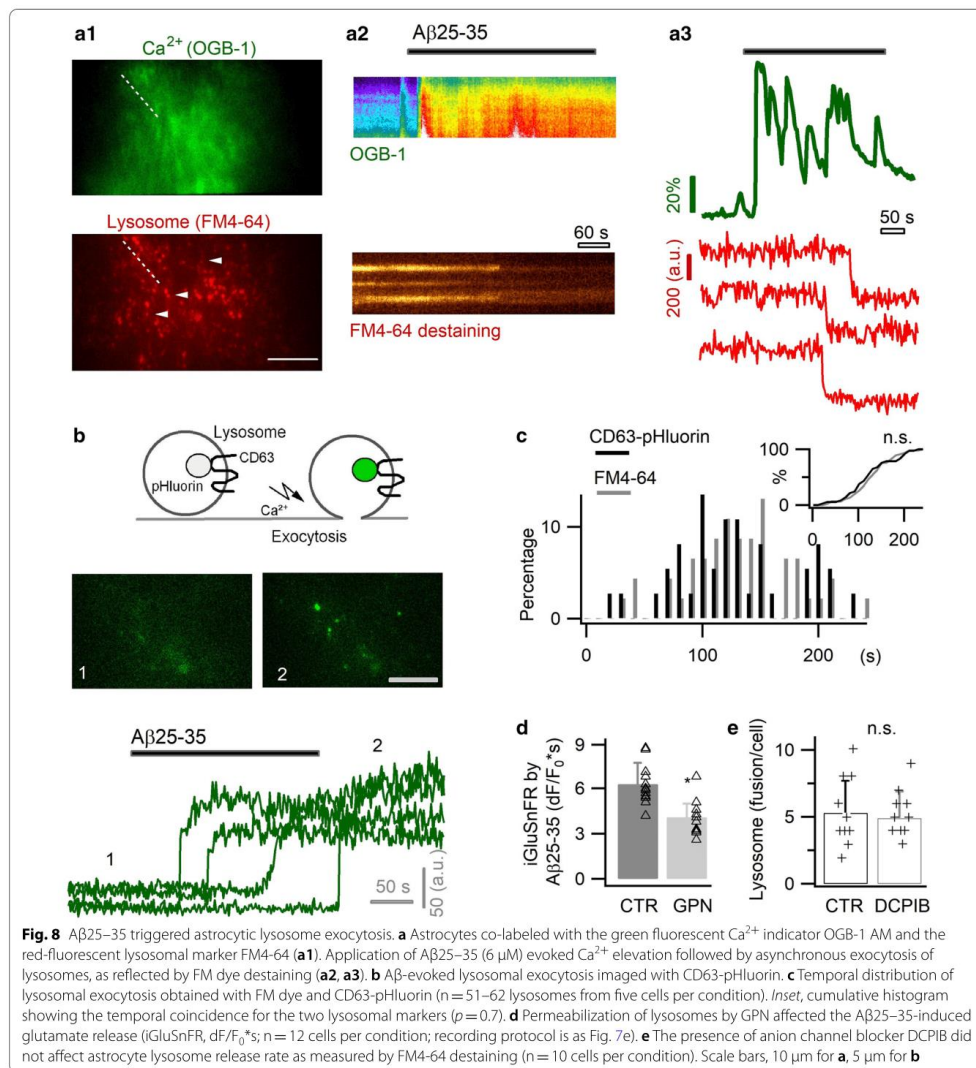 a1
Ca²⁺ (OGB-1)
Lysosome (FM4-64)
a2
Aβ25-35
OGB-1
60 s
FM4-64 destaining
a3
20%
50 s
200 (a.u.)
b
Lysosome
CD63
pHluorin
Ca²⁺
Exocytosis
1
2
Aβ25-35
2
1
50 s
50 (a.u.)
c
CD63-pHluorin
FM4-64
n.s.
100
%
0
0 100 200
10
Percentage
0
0 100 200 (s)
d
iGluSnFR by
Aβ25-35 (dF/F₀*s)
9
6
3
0
*
CTR GPN
e
n.s.
Lysosome (fusion/cell)
10
5
0
CTR DCPIB
Fig. 8 Aβ25–35 triggered astrocytic lysosome exocytosis. a Astrocytes co-labeled with the green fluorescent Ca²⁺ indicator OGB-1 AM and the
red-fluorescent lysosomal marker FM4-64 (a1). Application of Aβ25–35 (6 μM) evoked Ca²⁺ elevation followed by asynchronous exocytosis of
lysosomes, as reflected by FM dye destaining (a2, a3). b Aβ-evoked lysosomal exocytosis imaged with CD63-pHluorin. c Temporal distribution of
lysosomal exocytosis obtained with FM dye and CD63-pHluorin (n = 51–62 lysosomes from five cells per condition). Inset, cumulative histogram
showing the temporal coincidence for the two lysosomal markers (p = 0.7). d Permeabilization of lysosomes by GPN affected the Aβ25–35-induced
glutamate release (iGluSnFR, dF/F₀*s; n = 12 cells per condition; recording protocol is as Fig. 7e). e The presence of anion channel blocker DCPIB did
not affect astrocyte lysosome release rate as measured by FM4-64 destaining (n = 10 cells per condition). Scale bars, 10 μm for a, 5 μm for b